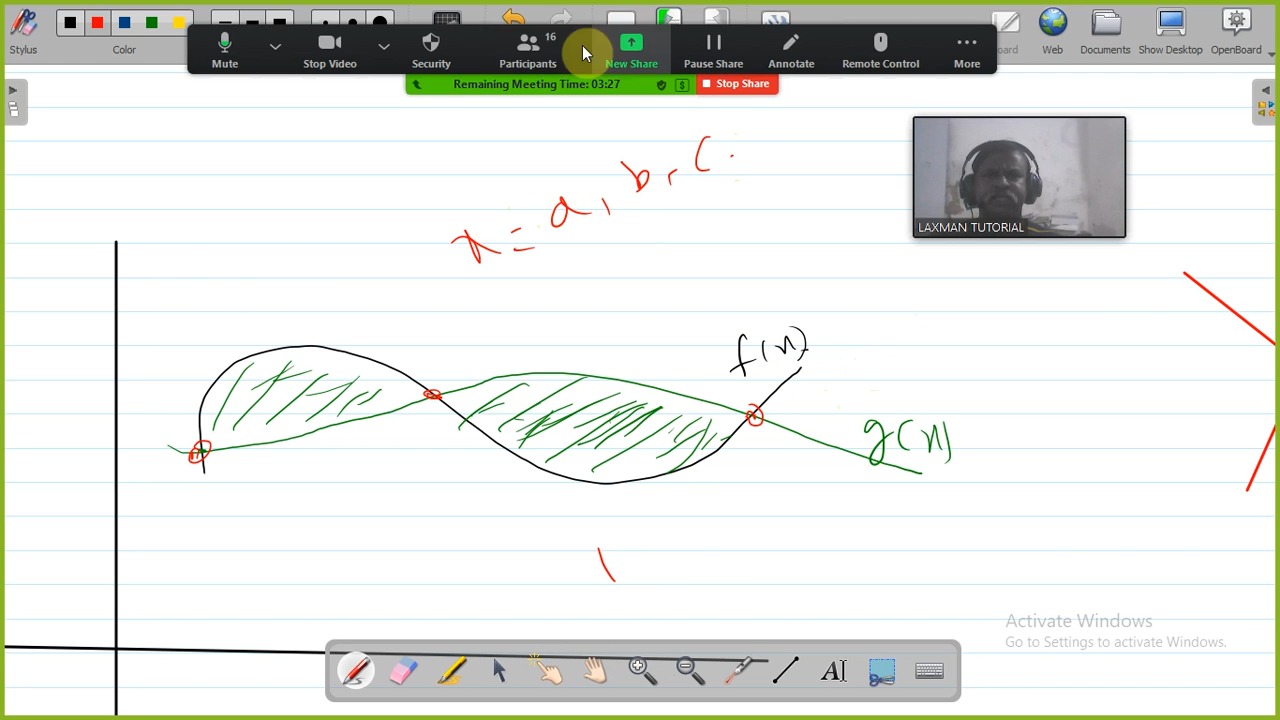 Stylus
Color
Mute
Stop Video
Security
16
Participants
New Share
Pause Share
Annotate
Remote Control
More
Web
Documents
Show Desktop
OpenBoard
Remaining Meeting Time: 03:27
Stop Share
LAXMAN TUTORIAL
x = a, b, c.
f(x)
g(x)
Activate Windows
Go to Settings to activate Windows.